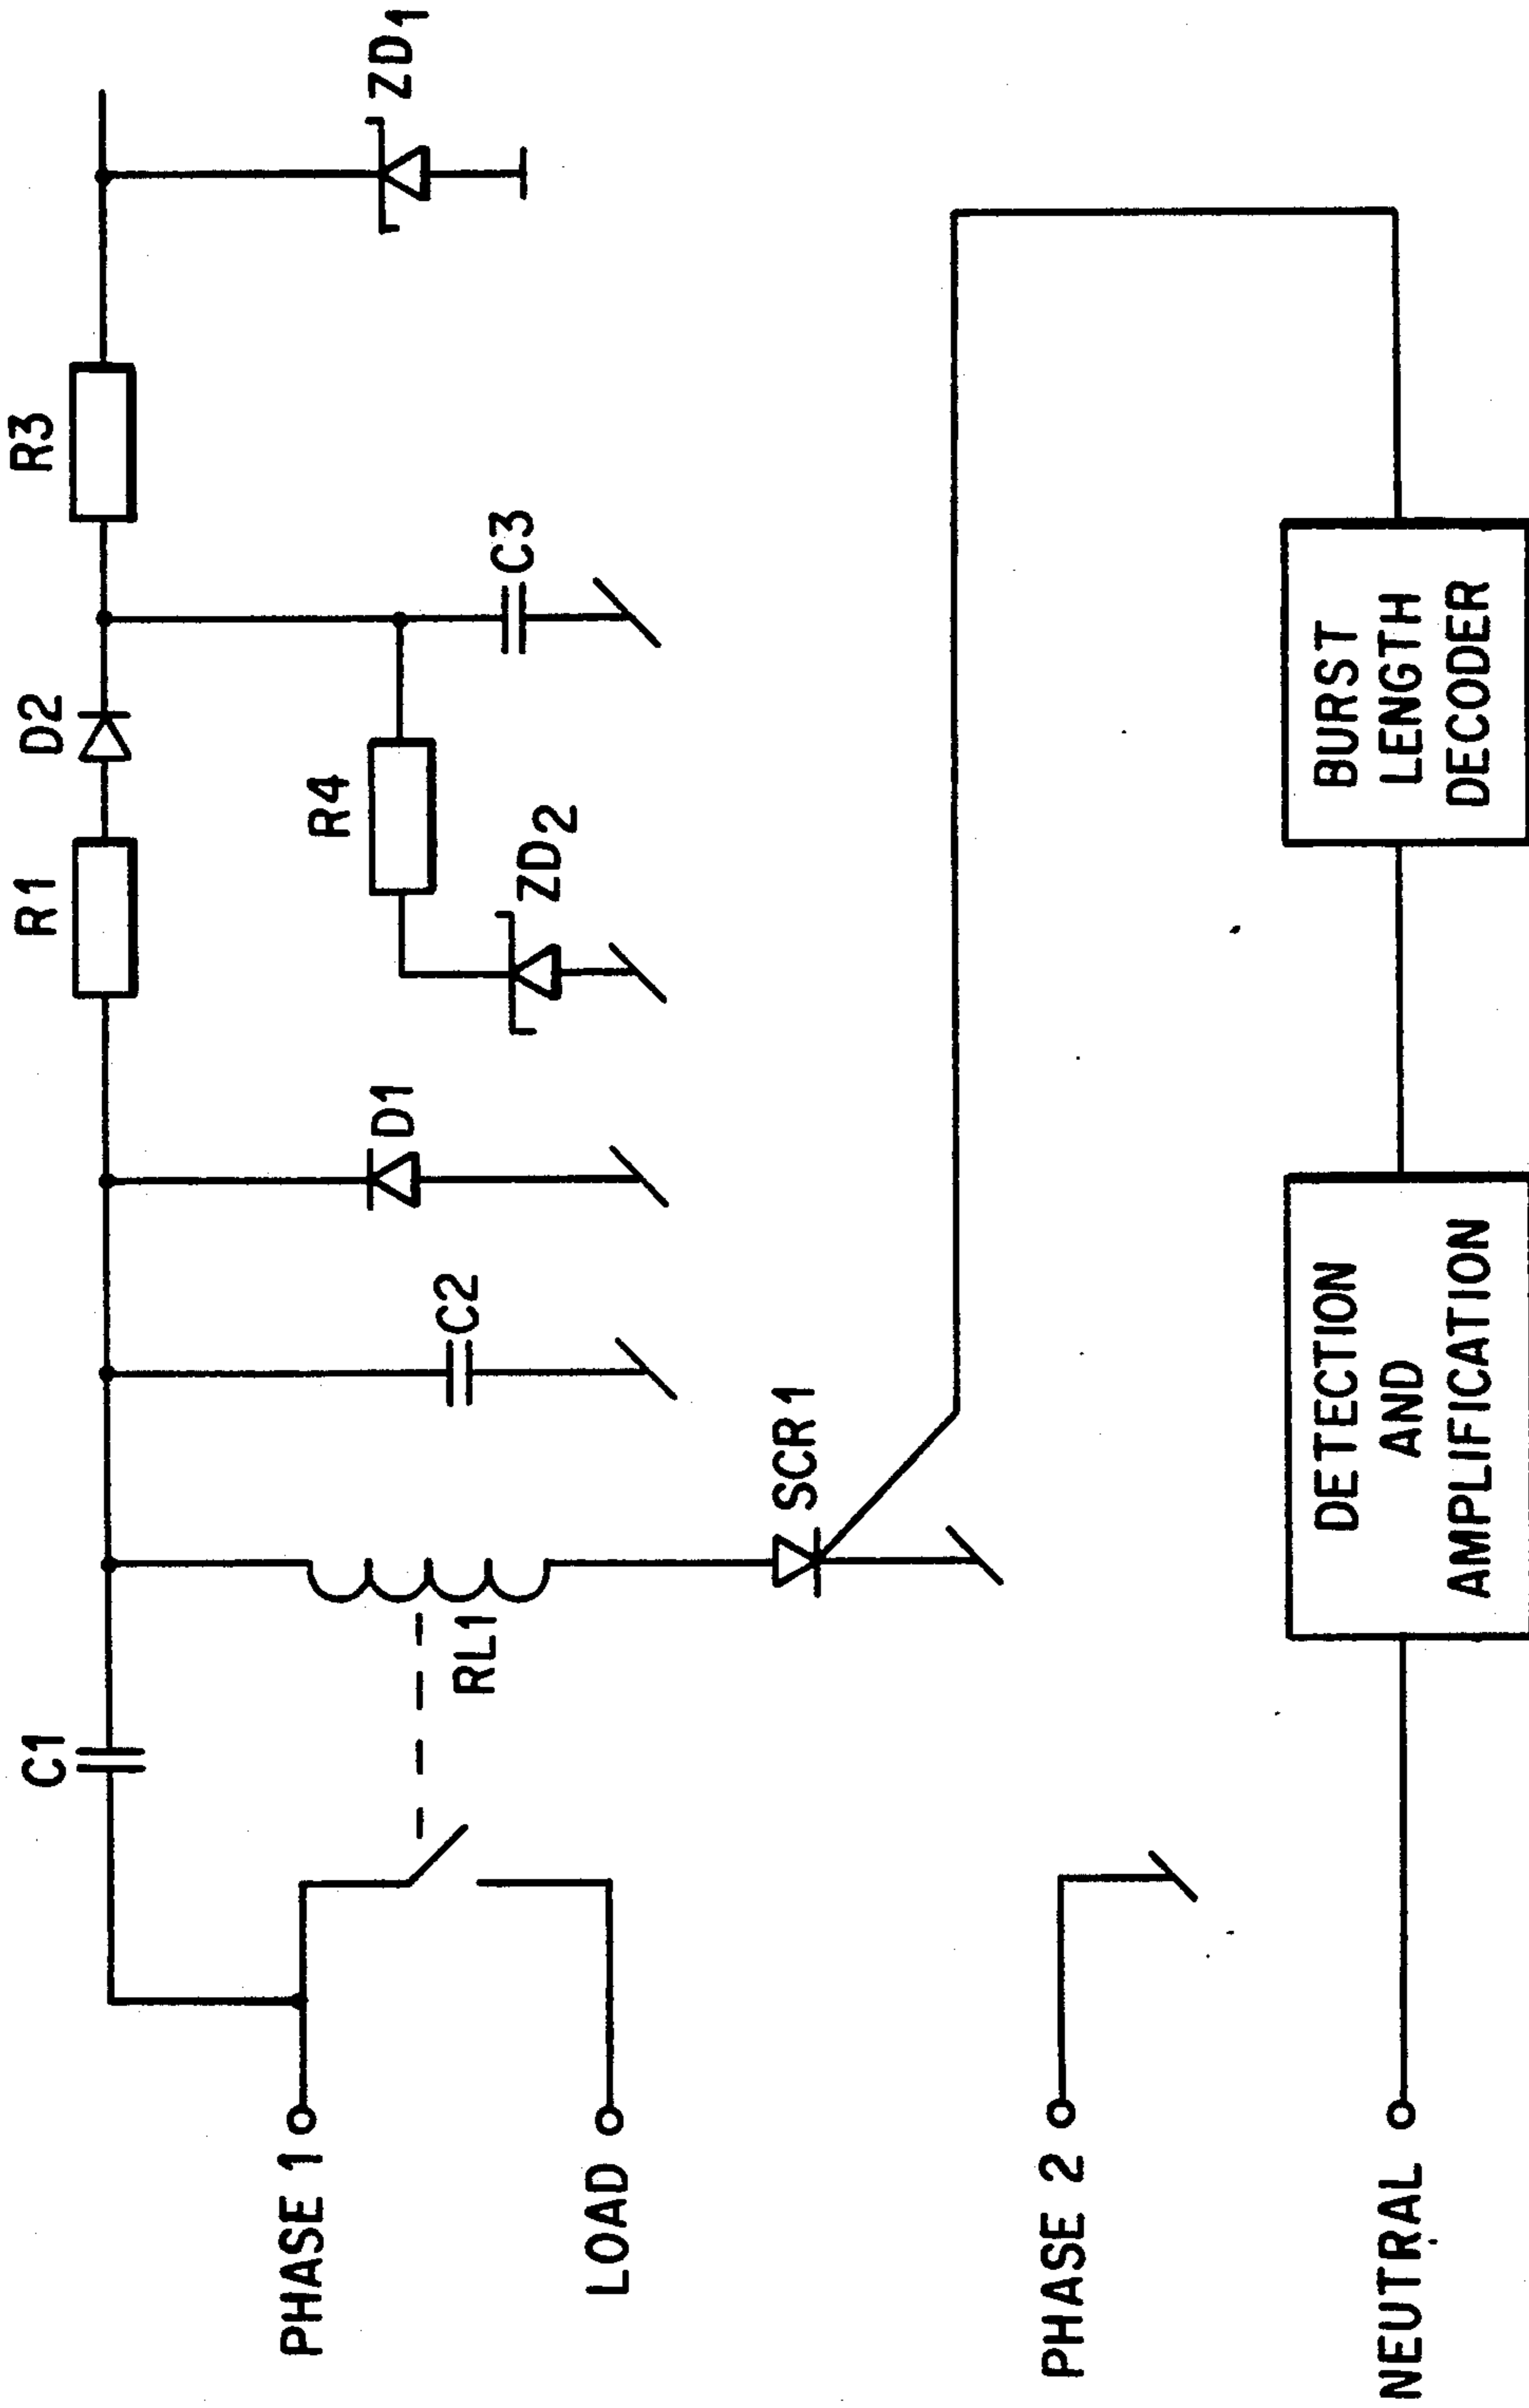 C1
R1
D2
R3
RL1
C2
D1
R4
ZD2
C3
ZD1
SCR1
PHASE 1
LOAD
PHASE 2
NEUTRAL
DETECTION
AND
AMPLIFICATION
BURST
LENGTH
DECODER